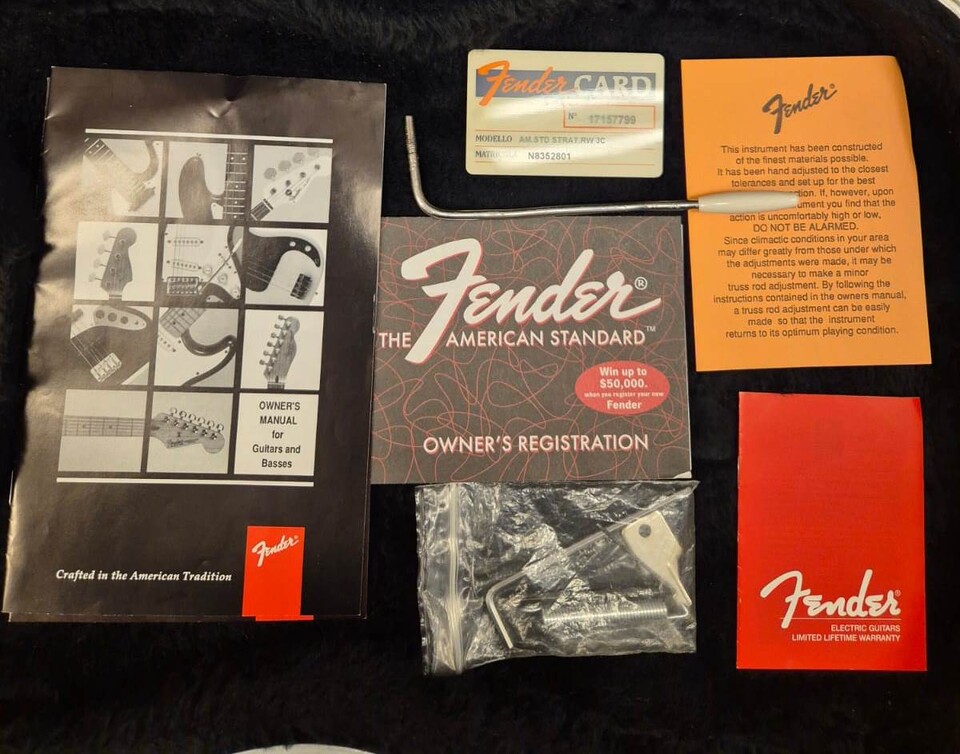 OWNER'S
MANUAL
for
Guitars and
Basses
Fender
Crafted in the American Tradition
Fender CARD
N° 17157799
MODELLO AM.STD STRAT.RW 3C
N8352801
Fender®
THE AMERICAN STANDARD™
Win up to
$50,000.
when you register your new
Fender
OWNER'S REGISTRATION
Fender®
This instrument has been constructed
of the finest materials possible.
It has been hand adjusted to the closest
tolerances and set up for the best
If, however, upon
you find that the
action is uncomfortably high or low,
DO NOT BE ALARMED.
Since climactic conditions in your area
may differ greatly from those under which
the adjustments were made, it may be
necessary to make a minor
truss rod adjustment. By following the
instructions contained in the owners manual,
a truss rod adjustment can be easily
made so that the instrument
returns to its optimum playing condition.
Fender®
ELECTRIC GUITARS
LIMITED LIFETIME WARRANTY